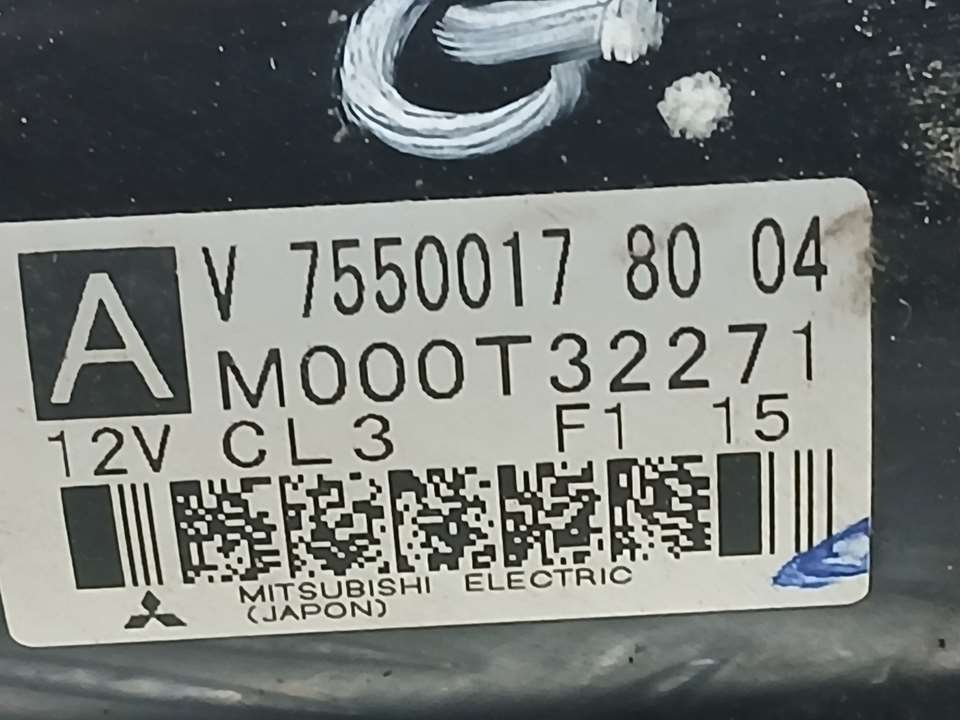 A
V 7550017 80 04
M000T32271
12V CL3 F1 15
MITSUBISHI ELECTRIC
(JAPON)